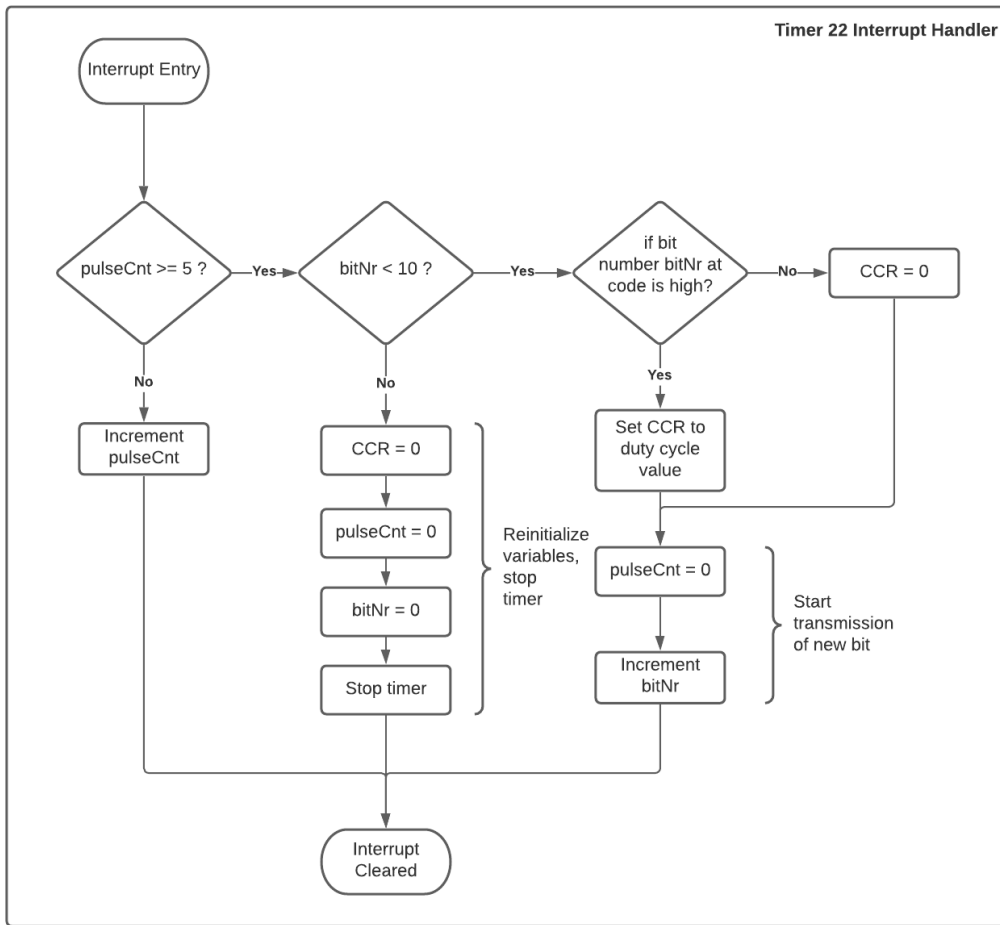 Timer 22 Interrupt Handler
Interrupt Entry
pulseCnt >= 5 ?
Yes
bitNr < 10 ?
Yes
if bit
number bitNr at
code is high?
No
CCR = 0
No
No
Yes
Increment
pulseCnt
CCR = 0
pulseCnt = 0
bitNr = 0
Stop timer
Reinitialize
variables,
stop
timer
Set CCR to
duty cycle
value
pulseCnt = 0
Increment
bitNr
Start
transmission
of new bit
Interrupt
Cleared